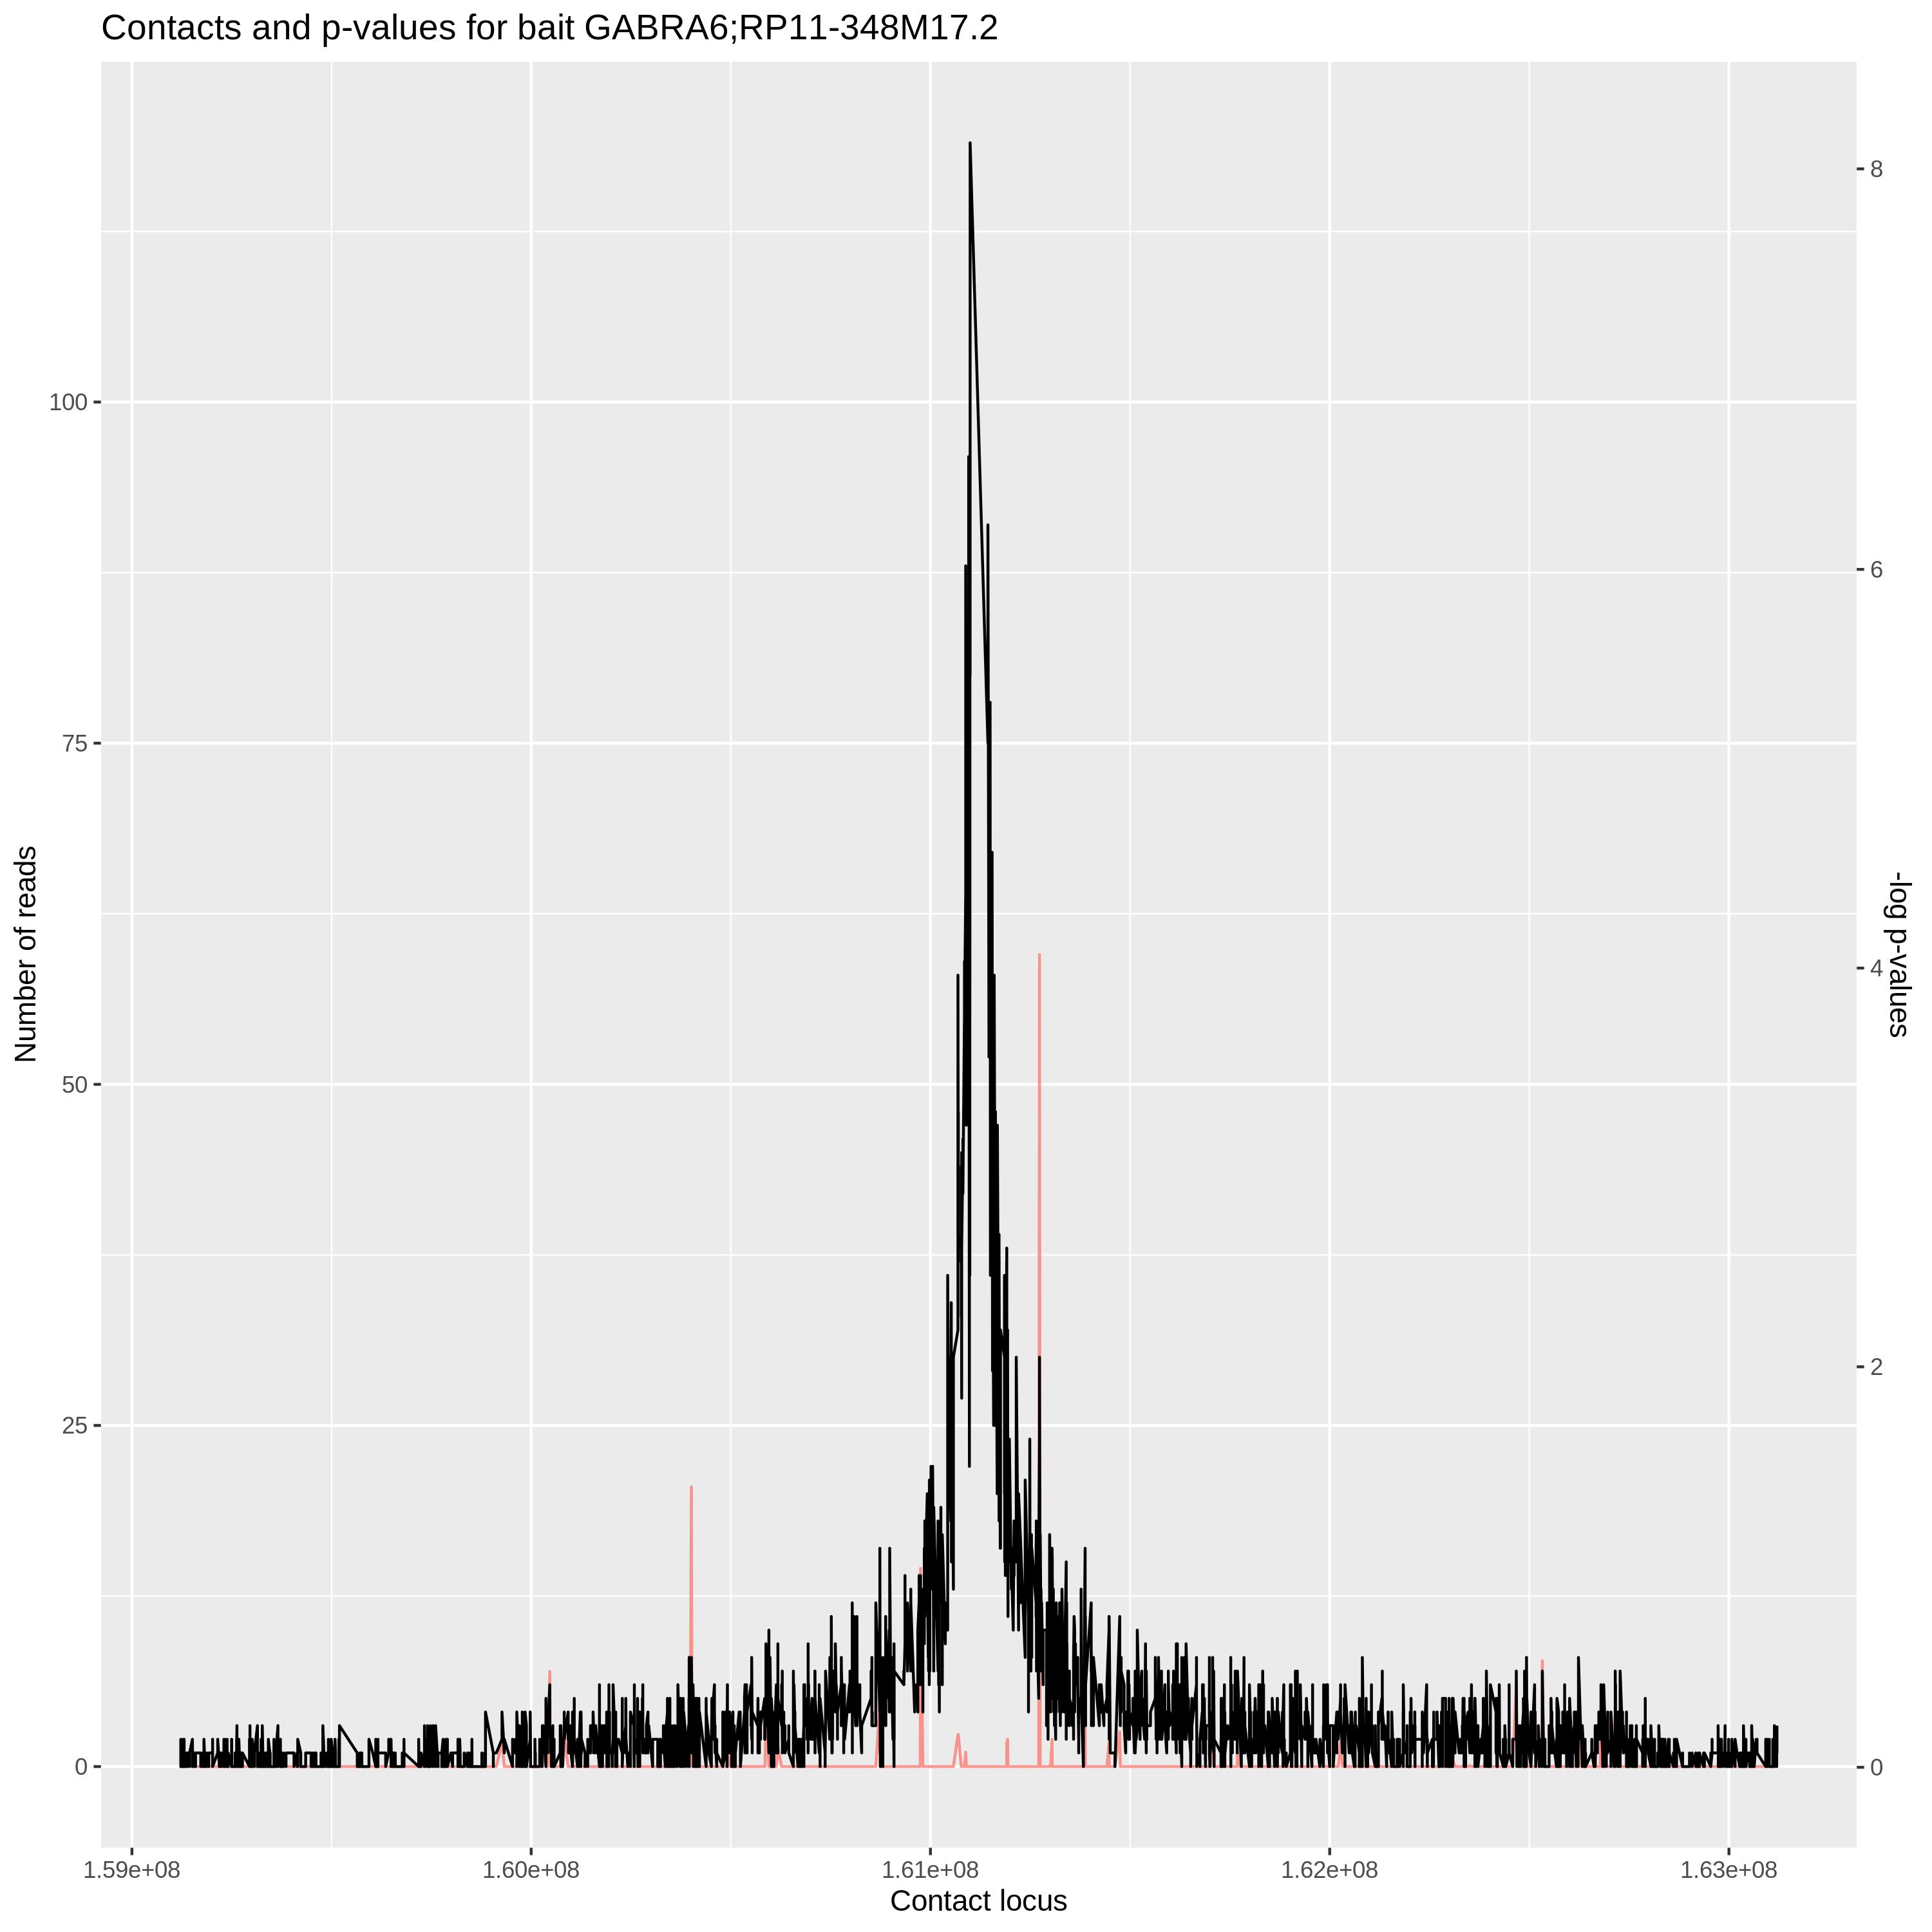 Contacts and p-values for bait GABRA6;RP11-348M17.2
8
100
6
75
Number of reads
4
-log p-values
50
2
25
0
0
1.59e+08
1.60e+08
1.61e+08
1.62e+08
1.63e+08
Contact locus